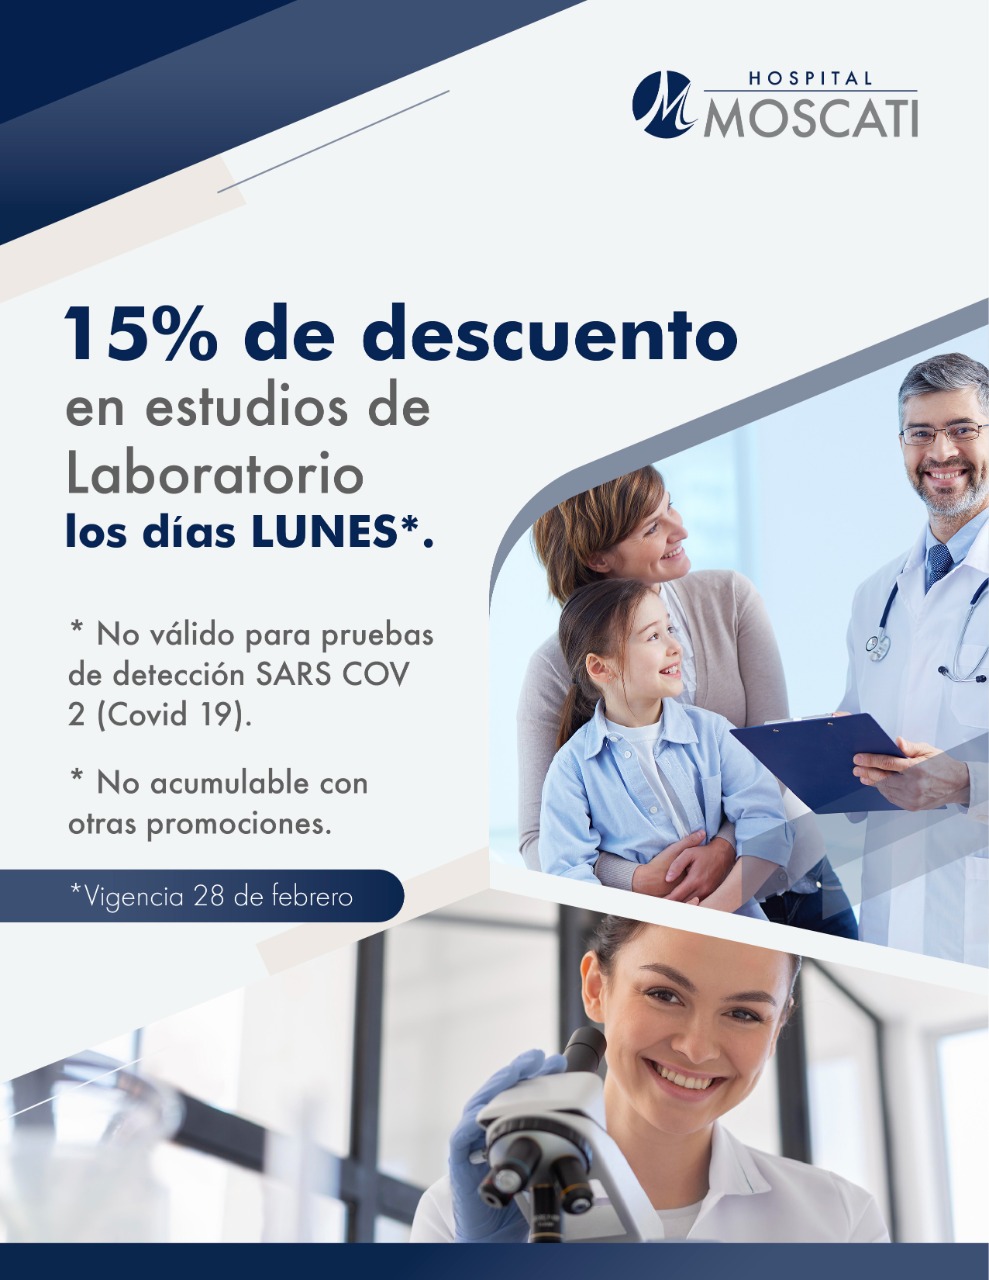 HOSPITAL
MOSCATI
15% de descuento
en estudios de
Laboratorio
los días LUNES*.
* No válido para pruebas
de detección SARS COV
2 (Covid 19).
* No acumulable con
otras promociones.
*Vigencia 28 de febrero